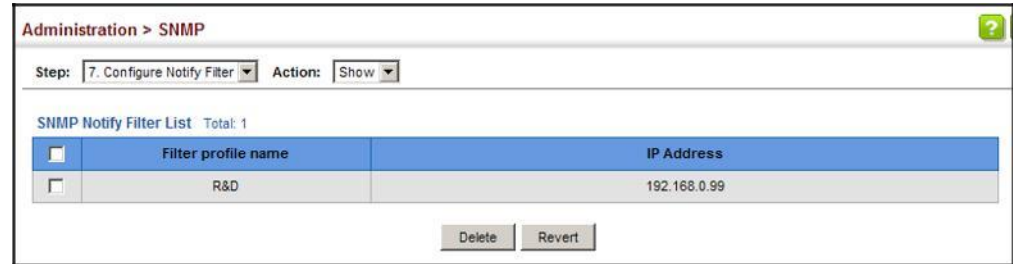 Administration > SNMP
?
Step: 7. Configure Notify Filter Action: Show
SNMP Notify Filter List Total: 1
Filter profile name IP Address
R&D 192.168.0.99
Delete Revert